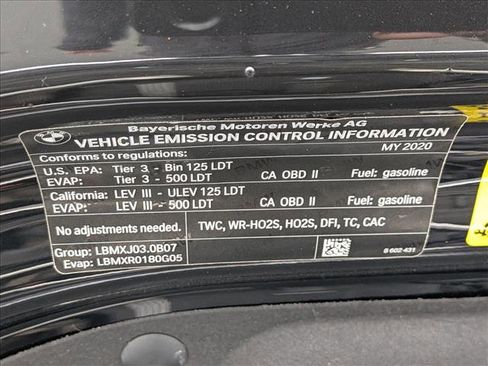 Bayerische Motoren Werke AG
VEHICLE EMISSION CONTROL INFORMATION
Conforms to regulations: MY 2020
U.S. EPA: Tier 3 - Bin 125 LDT
EVAP: Tier 3 - 500 LDT CA OBD II Fuel: gasoline
California: LEV III - ULEV 125 LDT
EVAP: LEV III - 500 LDT CA OBD II Fuel: gasoline
No adjustments needed. TWC, WR-HO2S, HO2S, DFI, TC, CAC
Group: LBMXJ03.0B07
Evap: LBMXR0180G05 8 602 431